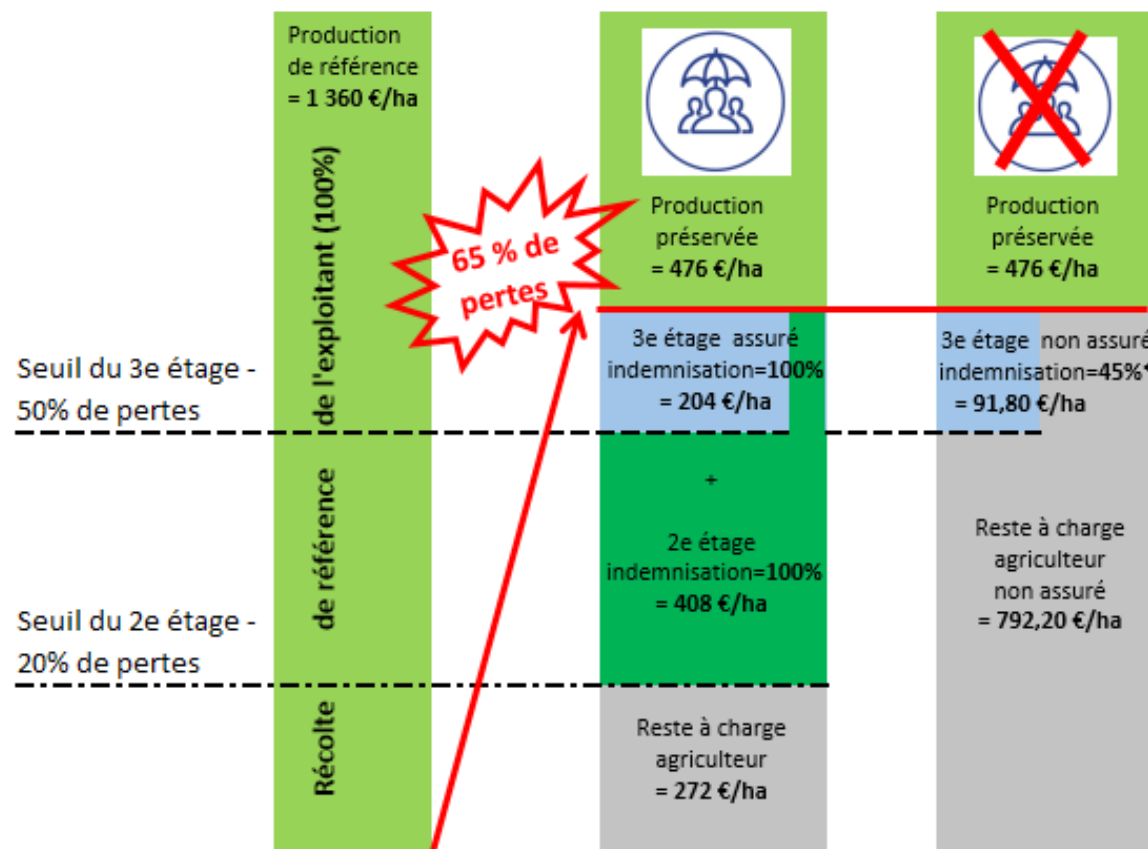 Production
de référence
= 1 360 €/ha
Récolte de référence de l'exploitant (100%)
65 % de
pertes
Seuil du 3e étage -
50% de pertes
Seuil du 2e étage -
20% de pertes
Production
préservée
= 476 €/ha
3e étage assuré
indemnisation=100%
= 204 €/ha
+
2e étage
indemnisation=100%
= 408 €/ha
Reste à charge
agriculteur
= 272 €/ha
Production
préservée
= 476 €/ha
3e étage non assuré
indemnisation=45%*
= 91,80 €/ha
Reste à charge
agriculteur
non assuré
= 792,20 €/ha